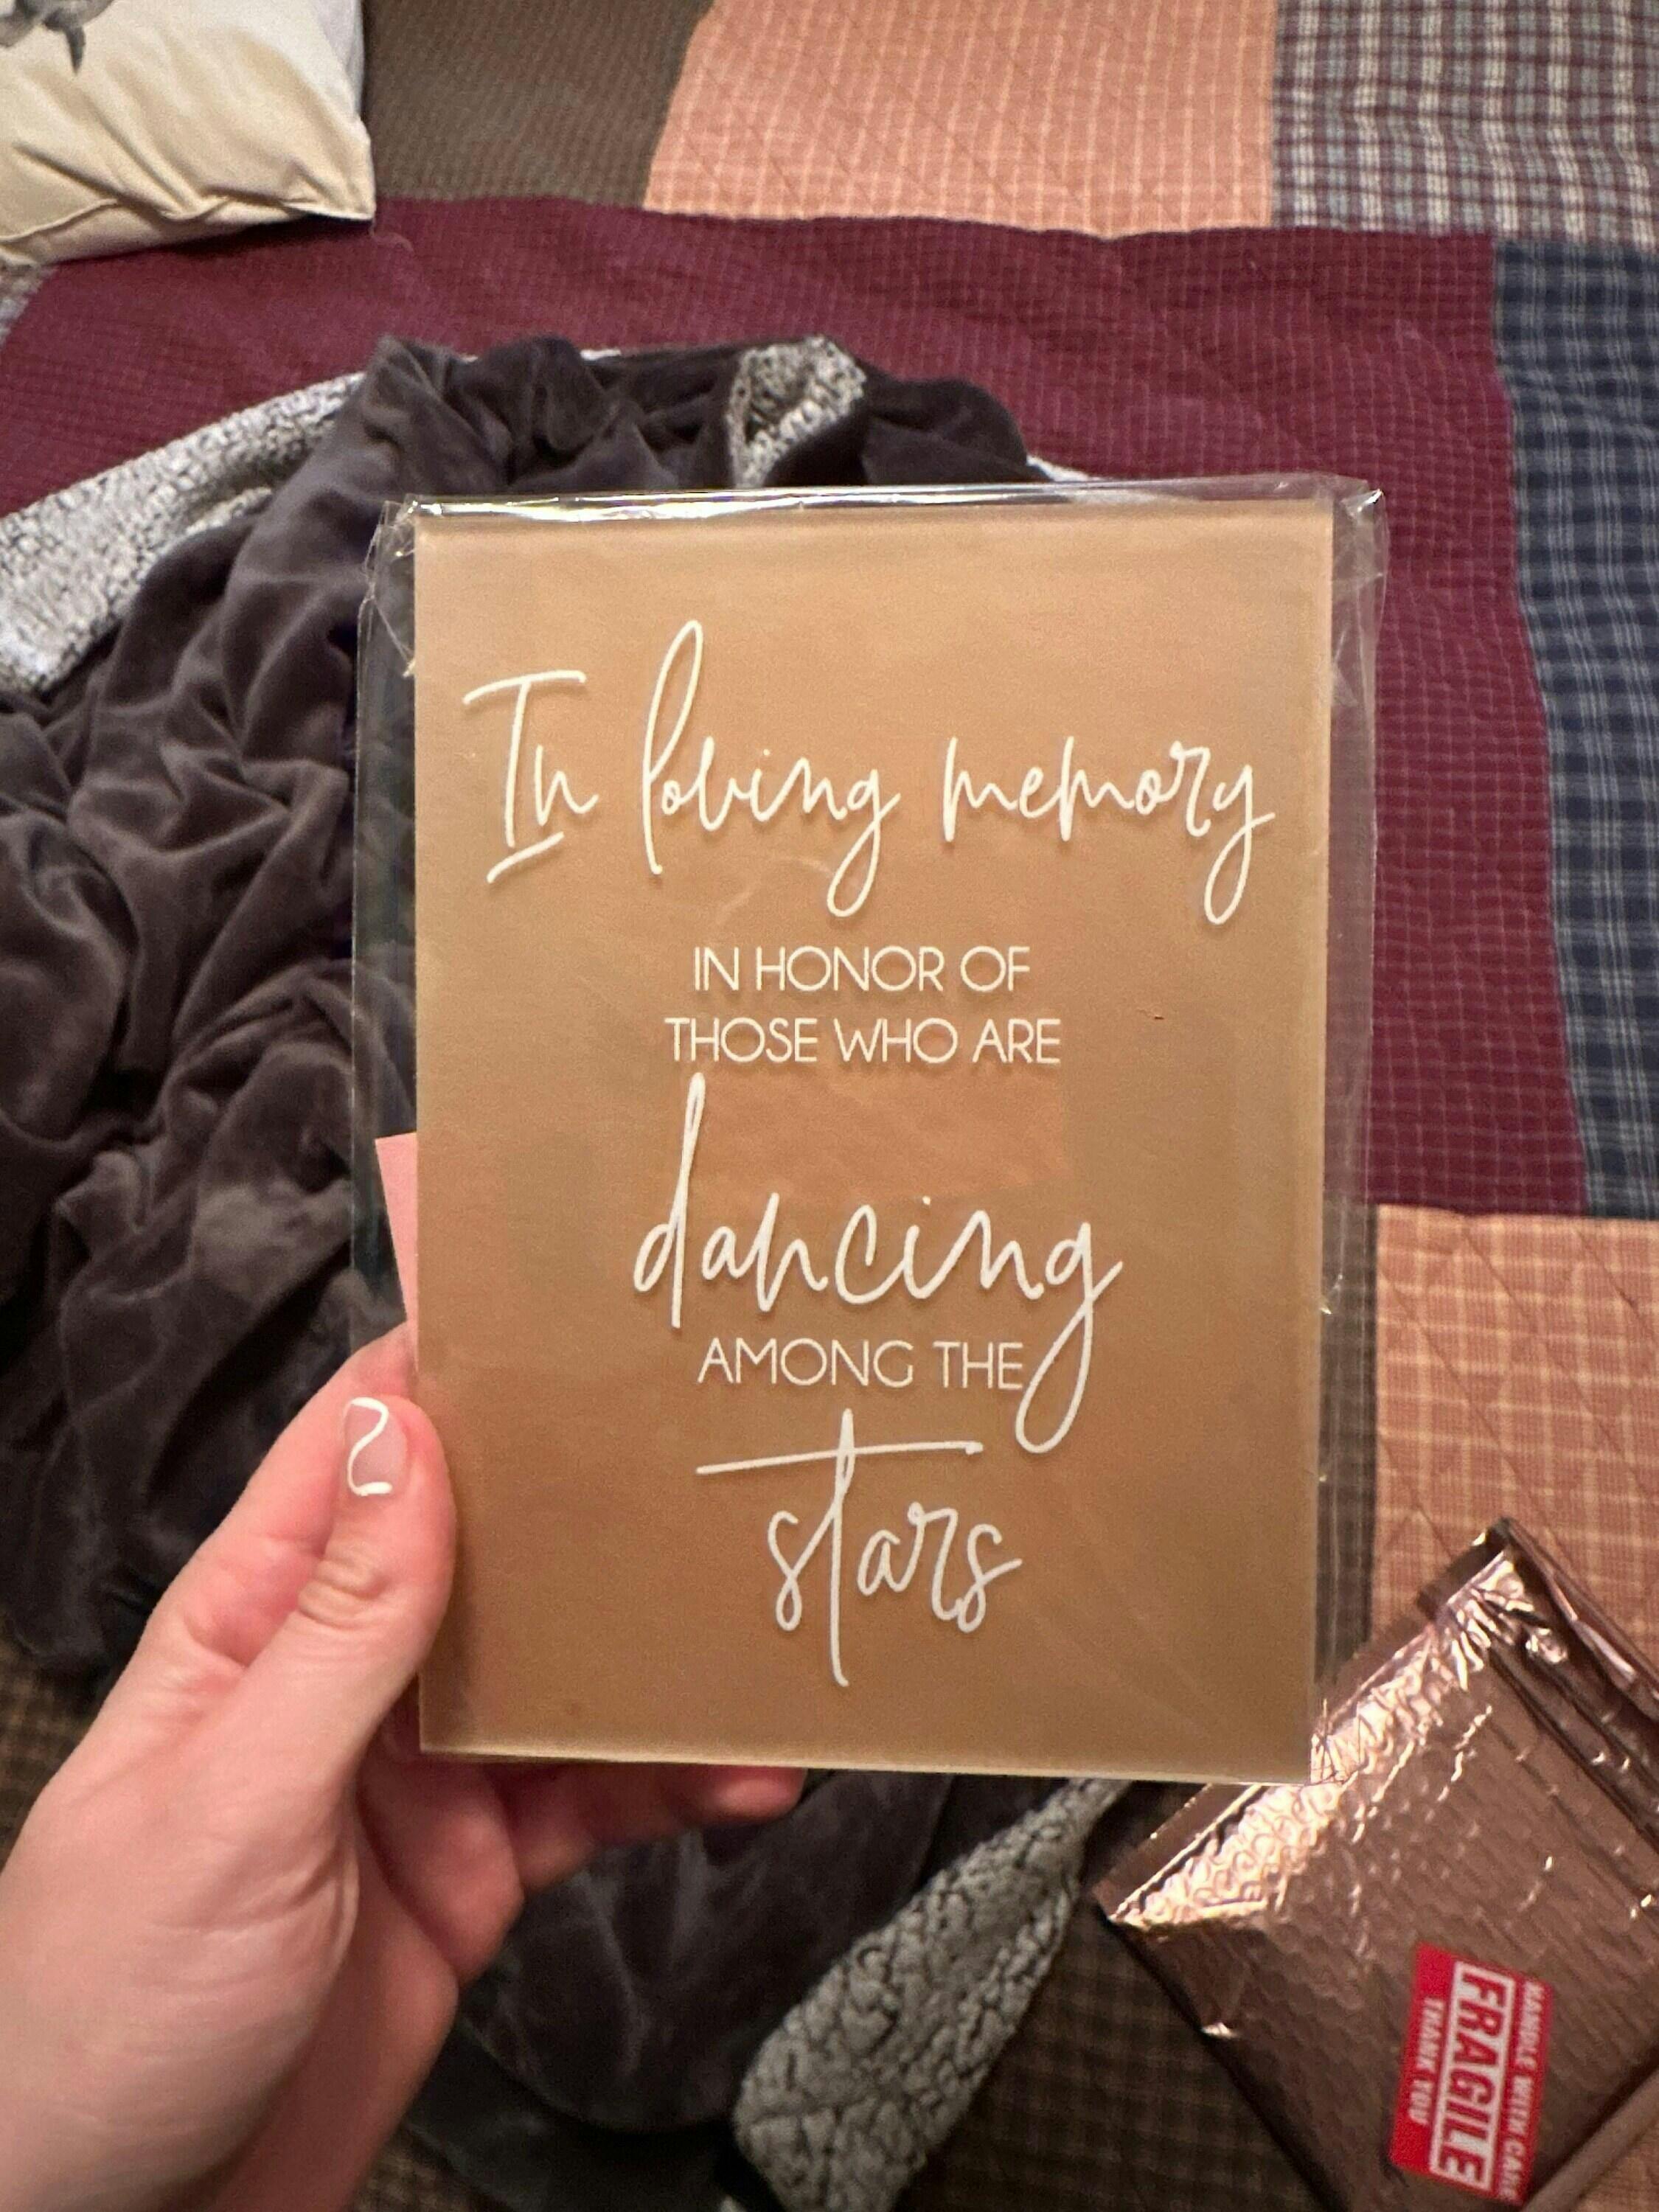 In loving memory
IN HONOR OF
THOSE WHO ARE
dancing
AMONG THE
stars
HANDLE WITH CARE
FRAGILE
THANK YOU